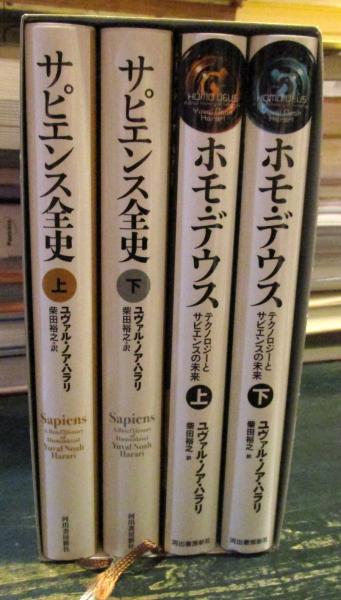 サピエンス全史
上
ユヴァル・ノア・ハラリ
柴田裕之・訳
Sapiens
A Brief History
of Humankind
Yuval Noah
Harari
河出書房新社
サピエンス全史
下
ユヴァル・ノア・ハラリ
柴田裕之・訳
Sapiens
A Brief History
of Humankind
Yuval Noah
Harari
河出書房新社
HOMO DEUS
Yuval Noah
Harari
ホモ・デウス
テクノロジーと
サピエンスの未来
上
ユヴァル・ノア・ハラリ
柴田裕之 訳
河出書房新社
HOMO DEUS
Yuval Noah
Harari
ホモ・デウス
テクノロジーと
サピエンスの未来
下
ユヴァル・ノア・ハラリ
柴田裕之 訳
河出書房新社